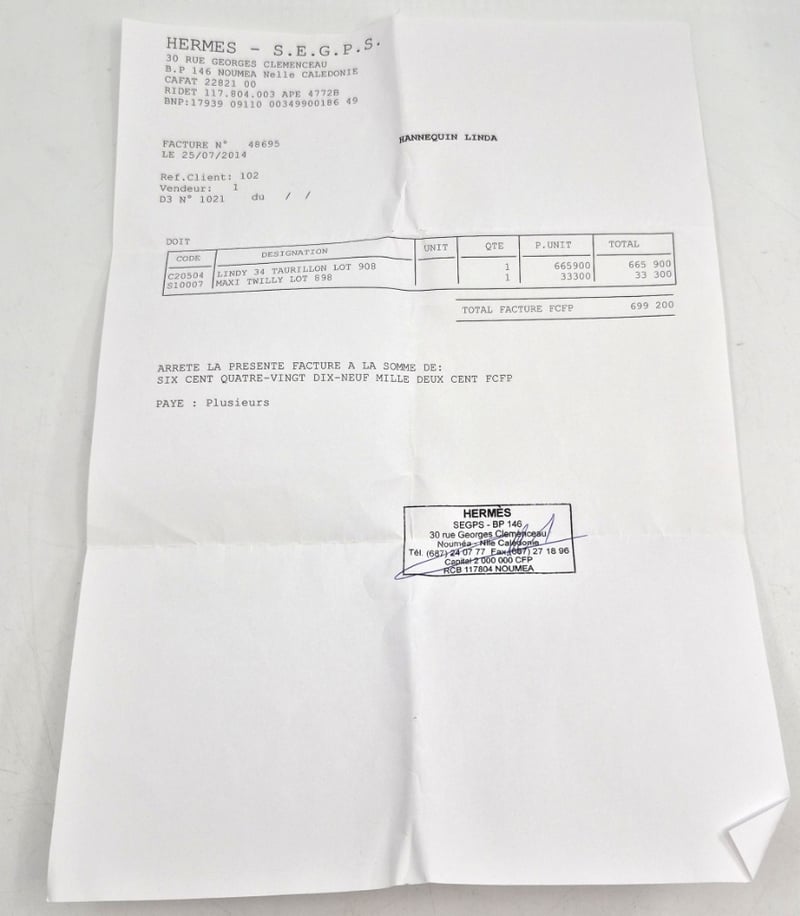 HERMES - S.E.G.P.S.
30 RUE GEORGES CLEMENCEAU
B.P 146 NOUMEA Nelle CALEDONIE
CAFAT 22821 00
RIDET 117.804.003 APE 4772B
BNP:17939 09110 00349900186 49
HANNEQUIN LINDA
FACTURE N° 48695
LE 25/07/2014
Ref.Client: 102
Vendeur: 1
D3 N° 1021 du / /
DOIT
CODE DESIGNATION UNIT QTE P.UNIT TOTAL
C20504 LINDY 34 TAURILLON LOT 908 1 665900 665 900
S10007 MAXI TWILLY LOT 898 1 33300 33 300
TOTAL FACTURE FCFP 699 200
ARRETE LA PRESENTE FACTURE A LA SOMME DE:
SIX CENT QUATRE-VINGT DIX-NEUF MILLE DEUX CENT FCFP
PAYE : Plusieurs
HERMÈS
SEGPS - BP 146
30 rue Georges Clemenceau
Nouméa - Nlle Calédonie
Tél. (687) 24 07 77 Fax (687) 27 18 96
Capital 2 000 000 CFP
RCB 117804 NOUMEA